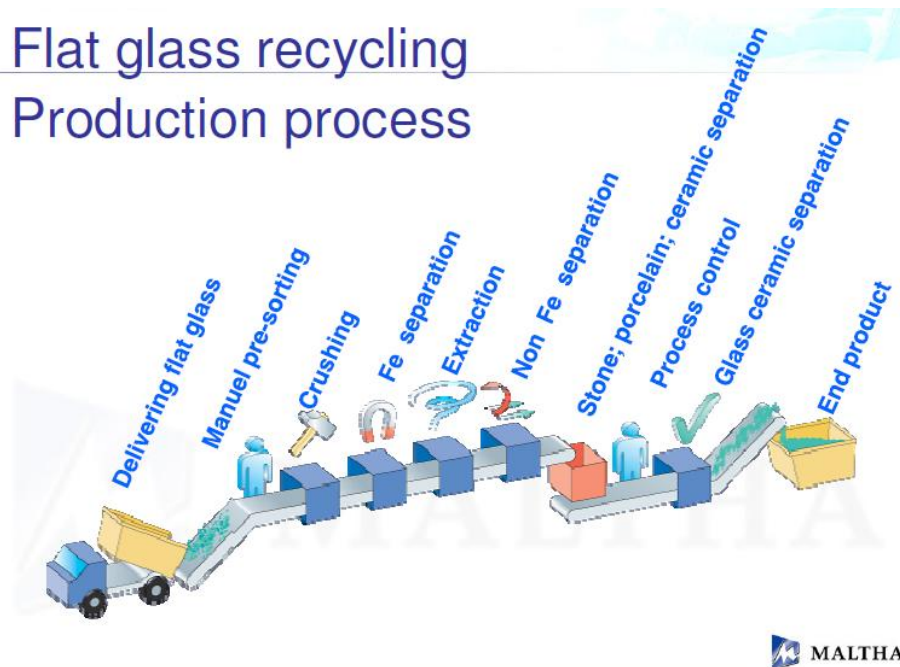 Flat glass recycling
Production process
Delivering flat glass
Manuel pre-sorting
Crushing
Fe separation
Extraction
Non Fe separation
Stone; porcelain; ceramic separation
Process control
Glass ceramic separation
End product
MALTHA
MALTHA